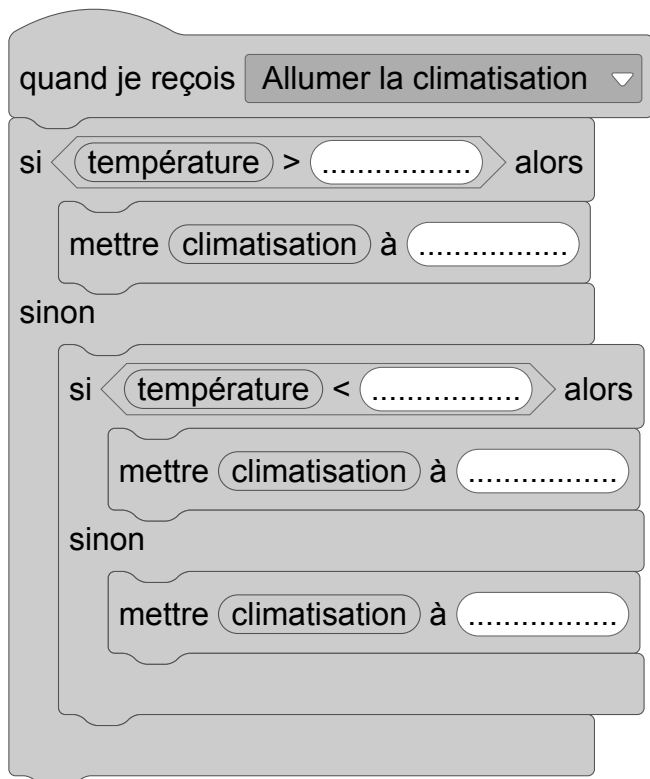 quand je reçois Allumer la climatisation
si température > ................. alors
mettre climatisation à .................
sinon
si température < ................. alors
mettre climatisation à .................
sinon
mettre climatisation à .................